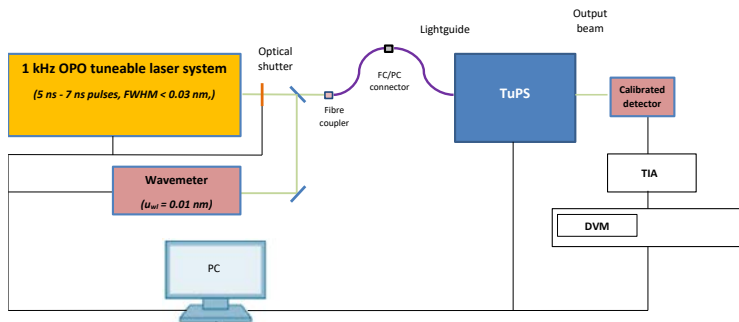 Output
beam
Lightguide
Optical
shutter
1 kHz OPO tuneable laser system
(5 ns - 7 ns pulses, FWHM < 0.03 nm,)
FC/PC
connector
TuPS
Calibrated
detector
Fibre
coupler
Wavemeter
(uwl = 0.01 nm)
TIA
DVM
PC